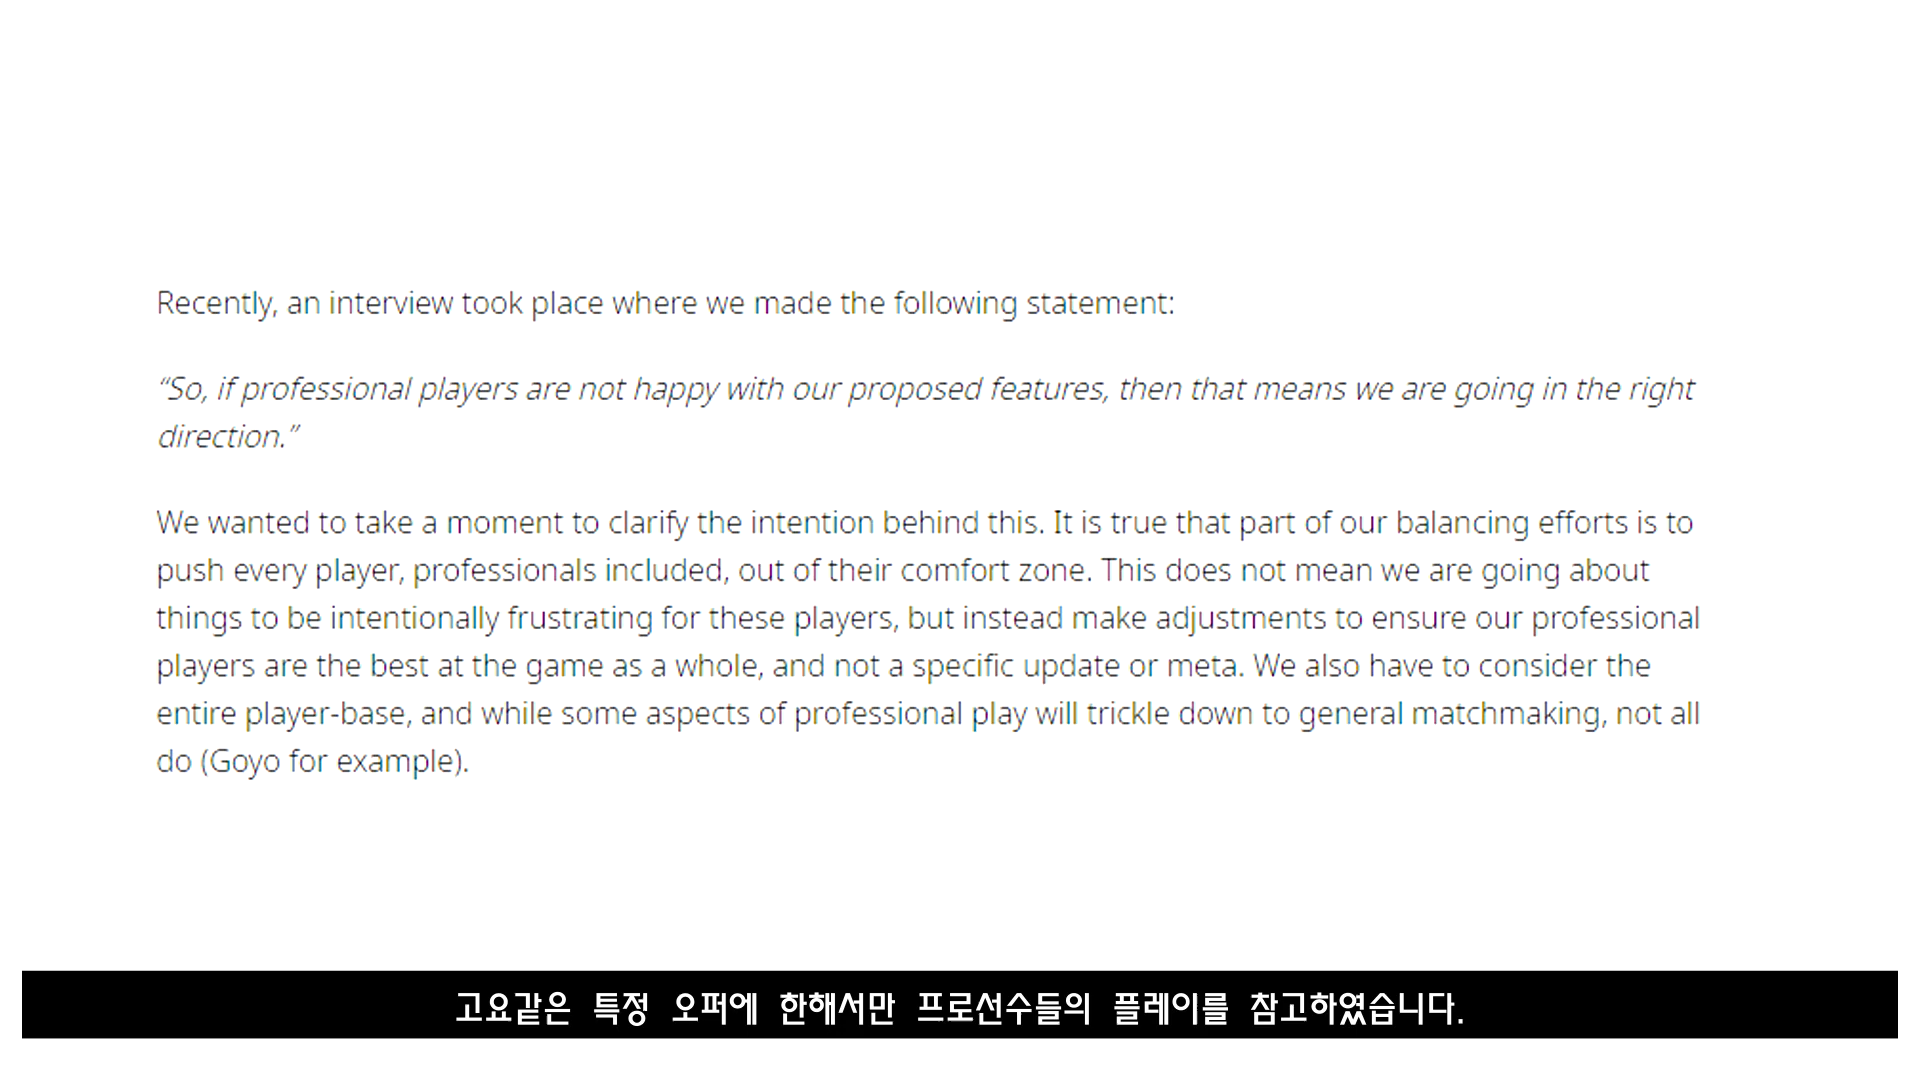 Recently, an interview took place where we made the following statement:
“So, if professional players are not happy with our proposed features, then that means we are going in the right
direction.”
We wanted to take a moment to clarify the intention behind this. It is true that part of our balancing efforts is to
push every player, professionals included, out of their comfort zone. This does not mean we are going about
things to be intentionally frustrating for these players, but instead make adjustments to ensure our professional
players are the best at the game as a whole, and not a specific update or meta. We also have to consider the
entire player-base, and while some aspects of professional play will trickle down to general matchmaking, not all
do (Goyo for example).
고요같은 특정 오퍼에 한해서만 프로선수들의 플레이를 참고하였습니다.